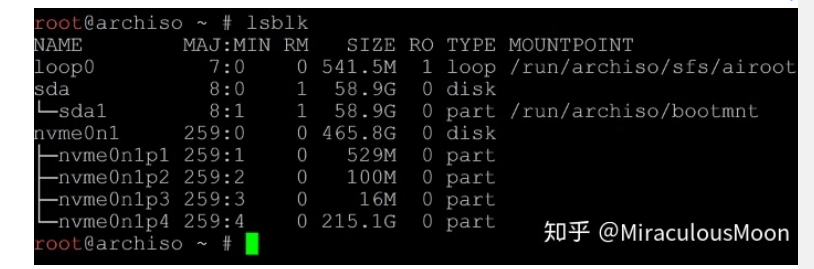 root@archiso ~ # lsblk
NAME        MAJ:MIN RM   SIZE RO TYPE MOUNTPOINT
loop0         7:0    0 541.5M  1 loop /run/archiso/sfs/airoot
sda           8:0    1  58.9G  0 disk
└─sda1        8:1    1  58.9G  0 part /run/archiso/bootmnt
nvme0n1     259:0    0 465.8G  0 disk
├─nvme0n1p1 259:1    0   529M  0 part
├─nvme0n1p2 259:2    0   100M  0 part
├─nvme0n1p3 259:3    0    16M  0 part
└─nvme0n1p4 259:4    0 215.1G  0 part
知乎 @MiraculousMoon
root@archiso ~ #